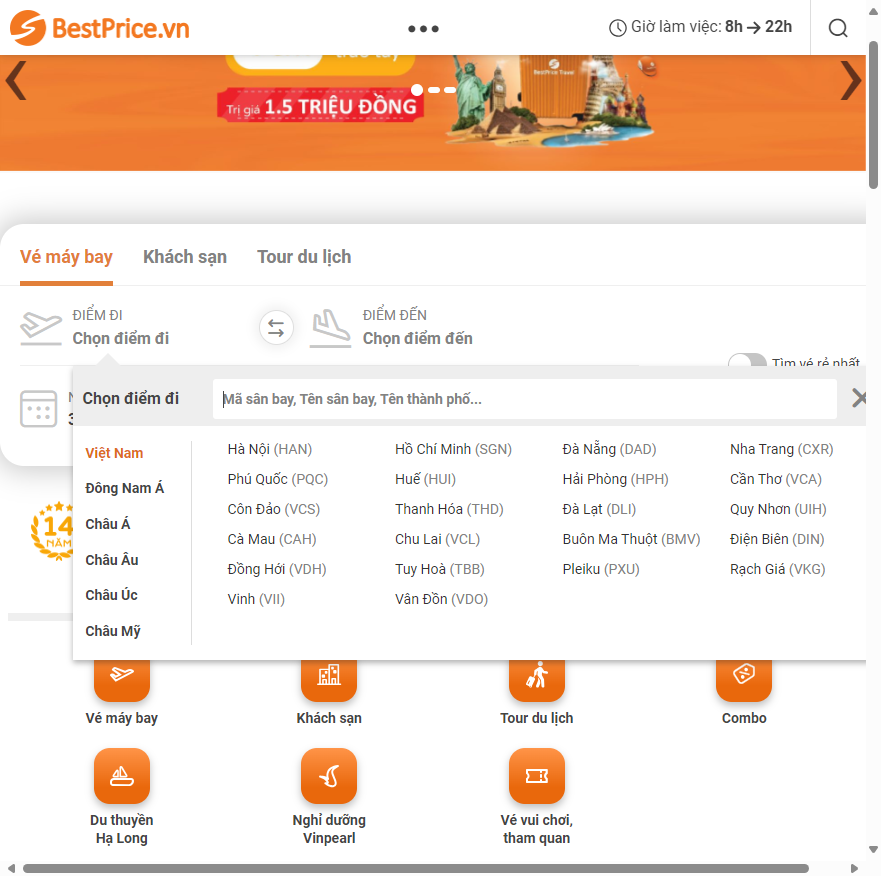 BestPrice.vn
Giờ làm việc: 8h → 22h
Trị giá 1.5 TRIỆU ĐỒNG
BestPrice Travel
Vé máy bay
Khách sạn
Tour du lịch
ĐIỂM ĐI
Chọn điểm đi
ĐIỂM ĐẾN
Chọn điểm đến
Tìm vé rẻ nhất
Chọn điểm đi
Mã sân bay, Tên sân bay, Tên thành phố...
Việt Nam
Đông Nam Á
Châu Á
Châu Âu
Châu Úc
Châu Mỹ
Hà Nội (HAN)
Hồ Chí Minh (SGN)
Đà Nẵng (DAD)
Nha Trang (CXR)
Phú Quốc (PQC)
Huế (HUI)
Hải Phòng (HPH)
Cần Thơ (VCA)
Côn Đảo (VCS)
Thanh Hóa (THD)
Đà Lạt (DLI)
Quy Nhơn (UIH)
Cà Mau (CAH)
Chu Lai (VCL)
Buôn Ma Thuột (BMV)
Điện Biên (DIN)
Đồng Hới (VDH)
Tuy Hoà (TBB)
Pleiku (PXU)
Rạch Giá (VKG)
Vinh (VII)
Vân Đồn (VDO)
14
NĂM
Vé máy bay
Khách sạn
Tour du lịch
Combo
Du thuyền
Hạ Long
Nghỉ dưỡng
Vinpearl
Vé vui chơi,
tham quan